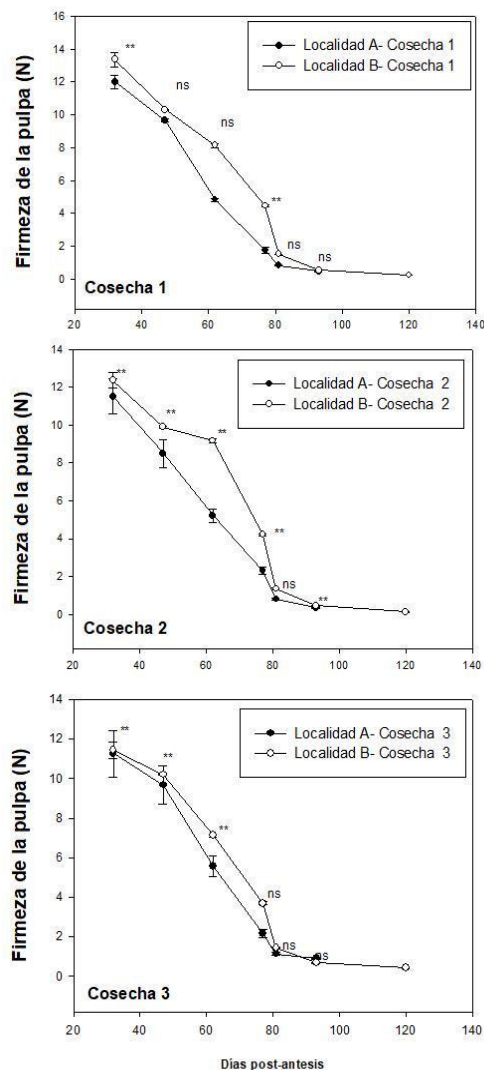 16
14
12
10
8
6
4
2
0
Firmeza de la pulpa (N)
Localidad A- Cosecha 1
Localidad B- Cosecha 1
**
ns
ns
**
ns
ns
Cosecha 1
20 40 60 80 100 120 140
14
12
10
8
6
4
2
0
Firmeza de la pulpa (N)
Localidad A- Cosecha 2
Localidad B- Cosecha 2
**
**
**
**
ns
**
Cosecha 2
20 40 60 80 100 120 140
14
12
10
8
6
4
2
0
Firmeza de la pulpa (N)
Localidad A- Cosecha 3
Localidad B- Cosecha 3
**
**
**
ns
ns
ns
Cosecha 3
20 40 60 80 100 120 140
Días post-antesis